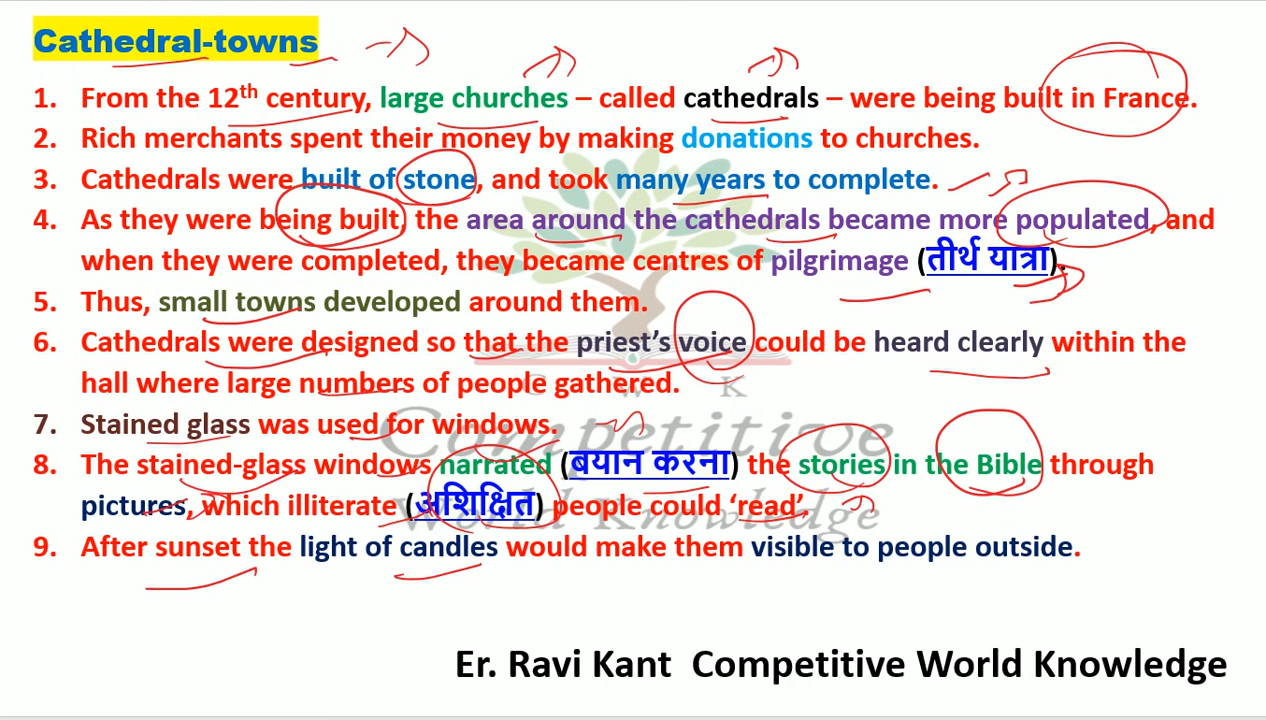 Cathedral-towns
1. From the 12th century, large churches – called cathedrals – were being built in France.
2. Rich merchants spent their money by making donations to churches.
3. Cathedrals were built of stone, and took many years to complete.
4. As they were being built, the area around the cathedrals became more populated, and
when they were completed, they became centres of pilgrimage (तीर्थ यात्रा).
5. Thus, small towns developed around them.
6. Cathedrals were designed so that the priest’s voice could be heard clearly within the
hall where large numbers of people gathered.
C W K
7. Stained glass was used for windows.
Competitive
8. The stained-glass windows narrated (बयान करना) the stories in the Bible through
pictures, which illiterate (अशिक्षित) people could ‘read’.
World Knowledge
9. After sunset the light of candles would make them visible to people outside.
Er. Ravi Kant Competitive World Knowledge